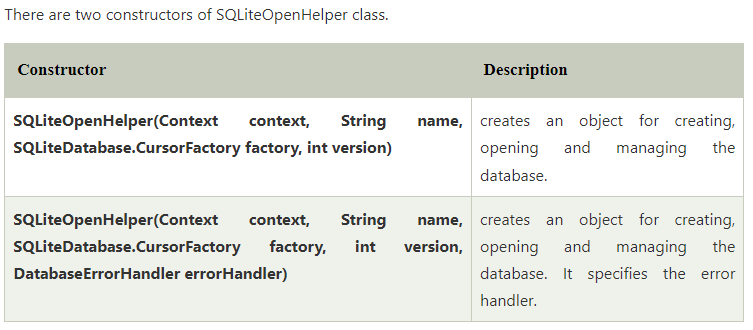 There are two constructors of SQLiteOpenHelper class.
Constructor
Description
SQLiteOpenHelper(Context context, String name,
SQLiteDatabase.CursorFactory factory, int version)
creates an object for creating,
opening and managing the
database.
SQLiteOpenHelper(Context context, String name,
SQLiteDatabase.CursorFactory factory, int version,
DatabaseErrorHandler errorHandler)
creates an object for creating,
opening and managing the
database. It specifies the error
handler.